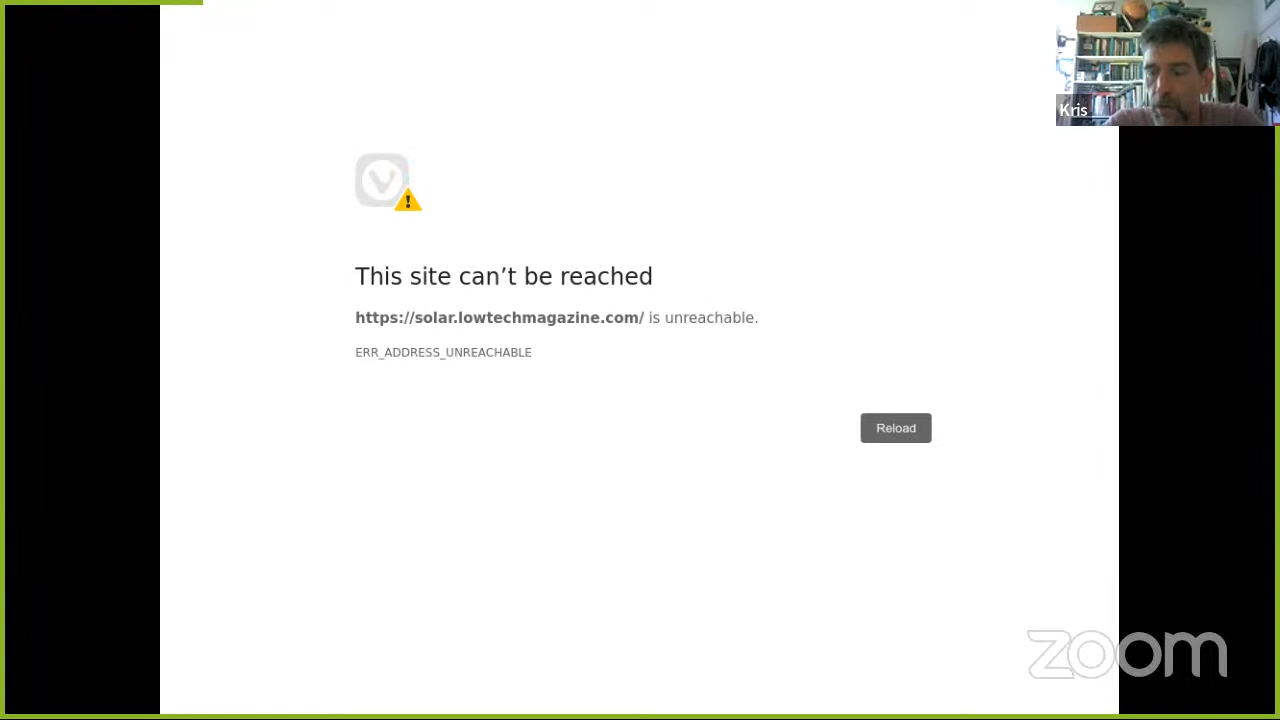 Kris
This site can’t be reached
https://solar.lowtechmagazine.com/ is unreachable.
ERR_ADDRESS_UNREACHABLE
Reload
zoom